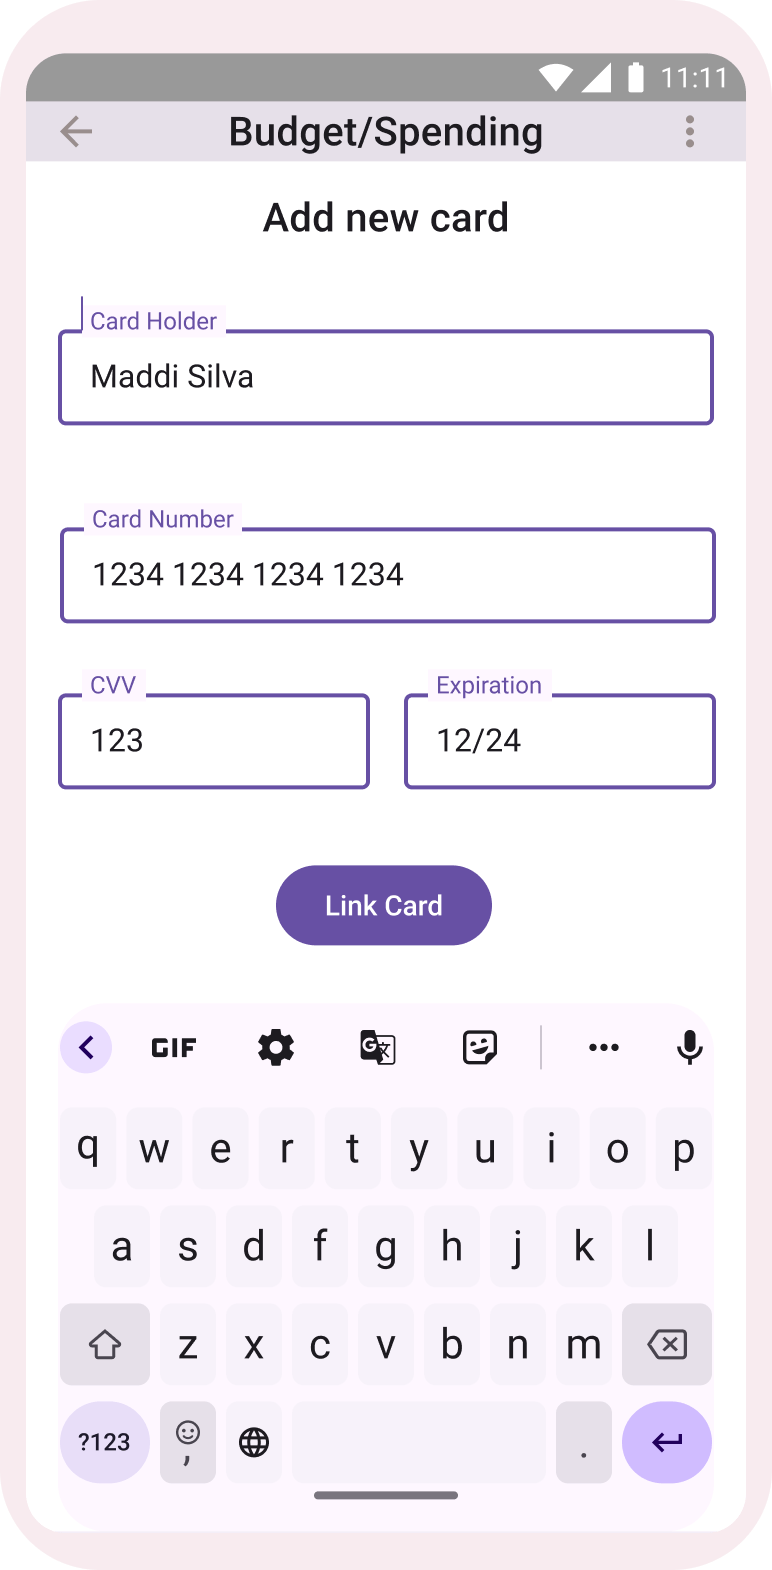 11:11
Budget/Spending
Add new card
Card Holder
Maddi Silva
Card Number
1234 1234 1234 1234
CVV
Expiration
123
12/24
Link Card
GIF
G 文
q w e r t y u i o p
a s d f g h j k l
z x c v b n m
?123 , .